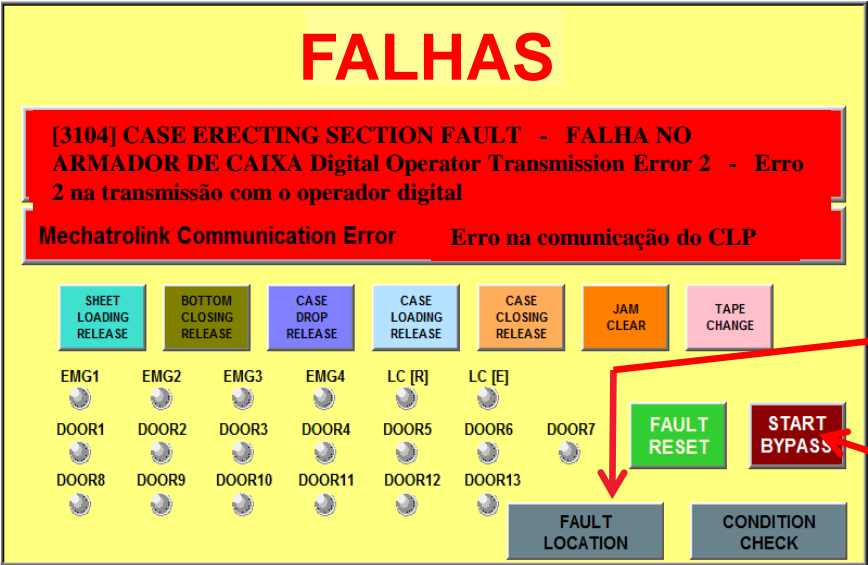 FALHAS
[3104] CASE ERECTING SECTION FAULT - FALHA NO
ARMADOR DE CAIXA Digital Operator Transmission Error 2 - Erro
2 na transmissão com o operador digital
Mechatrolink Communication Error Erro na comunicação do CLP
SHEET LOADING RELEASE
BOTTOM CLOSING RELEASE
CASE DROP RELEASE
CASE LOADING RELEASE
CASE CLOSING RELEASE
JAM CLEAR
TAPE CHANGE
EMG1 EMG2 EMG3 EMG4 LC [R] LC [E]
DOOR1 DOOR2 DOOR3 DOOR4 DOOR5 DOOR6 DOOR7
FAULT RESET
START BYPASS
DOOR8 DOOR9 DOOR10 DOOR11 DOOR12 DOOR13
FAULT LOCATION
CONDITION CHECK